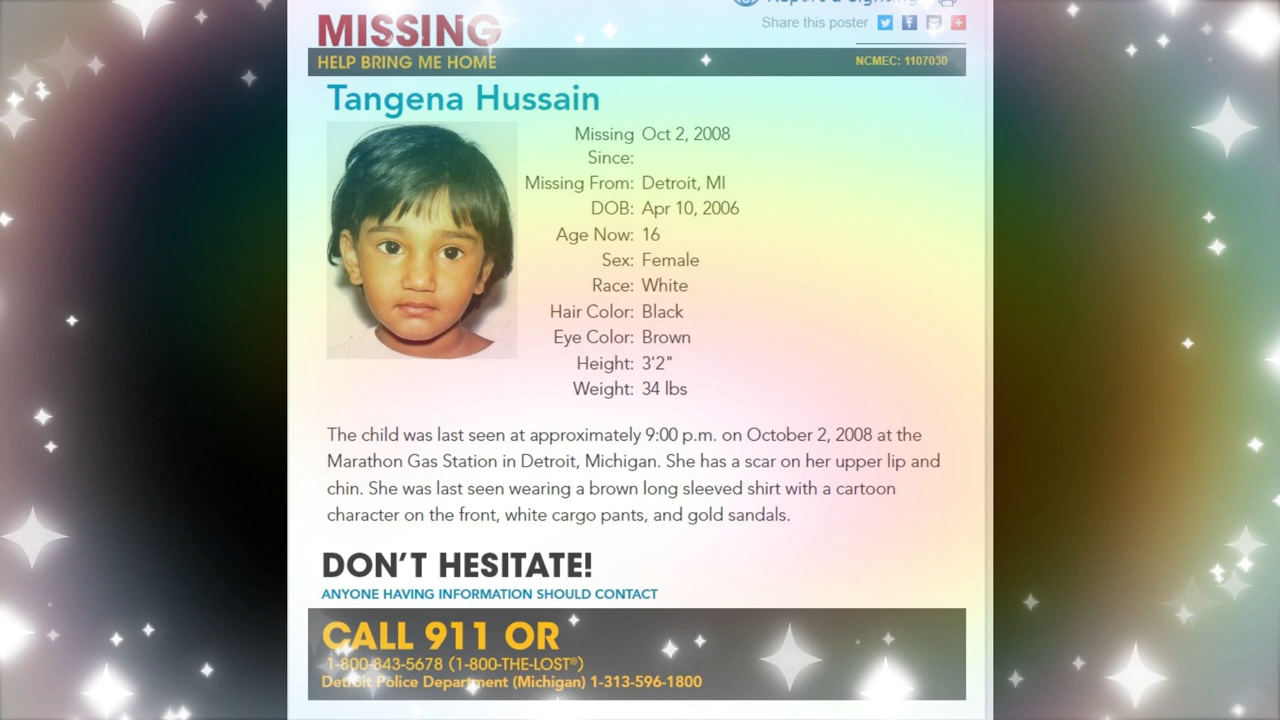 Report a Sighting
MISSING
Share this poster
HELP BRING ME HOME
NCMEC: 1107030
Tangena Hussain
Missing Since: Oct 2, 2008
Missing From: Detroit, MI
DOB: Apr 10, 2006
Age Now: 16
Sex: Female
Race: White
Hair Color: Black
Eye Color: Brown
Height: 3'2"
Weight: 34 lbs
The child was last seen at approximately 9:00 p.m. on October 2, 2008 at the
Marathon Gas Station in Detroit, Michigan. She has a scar on her upper lip and
chin. She was last seen wearing a brown long sleeved shirt with a cartoon
character on the front, white cargo pants, and gold sandals.
DON'T HESITATE!
ANYONE HAVING INFORMATION SHOULD CONTACT
CALL 911 OR
1-800-843-5678 (1-800-THE-LOST®)
Detroit Police Department (Michigan) 1-313-596-1800